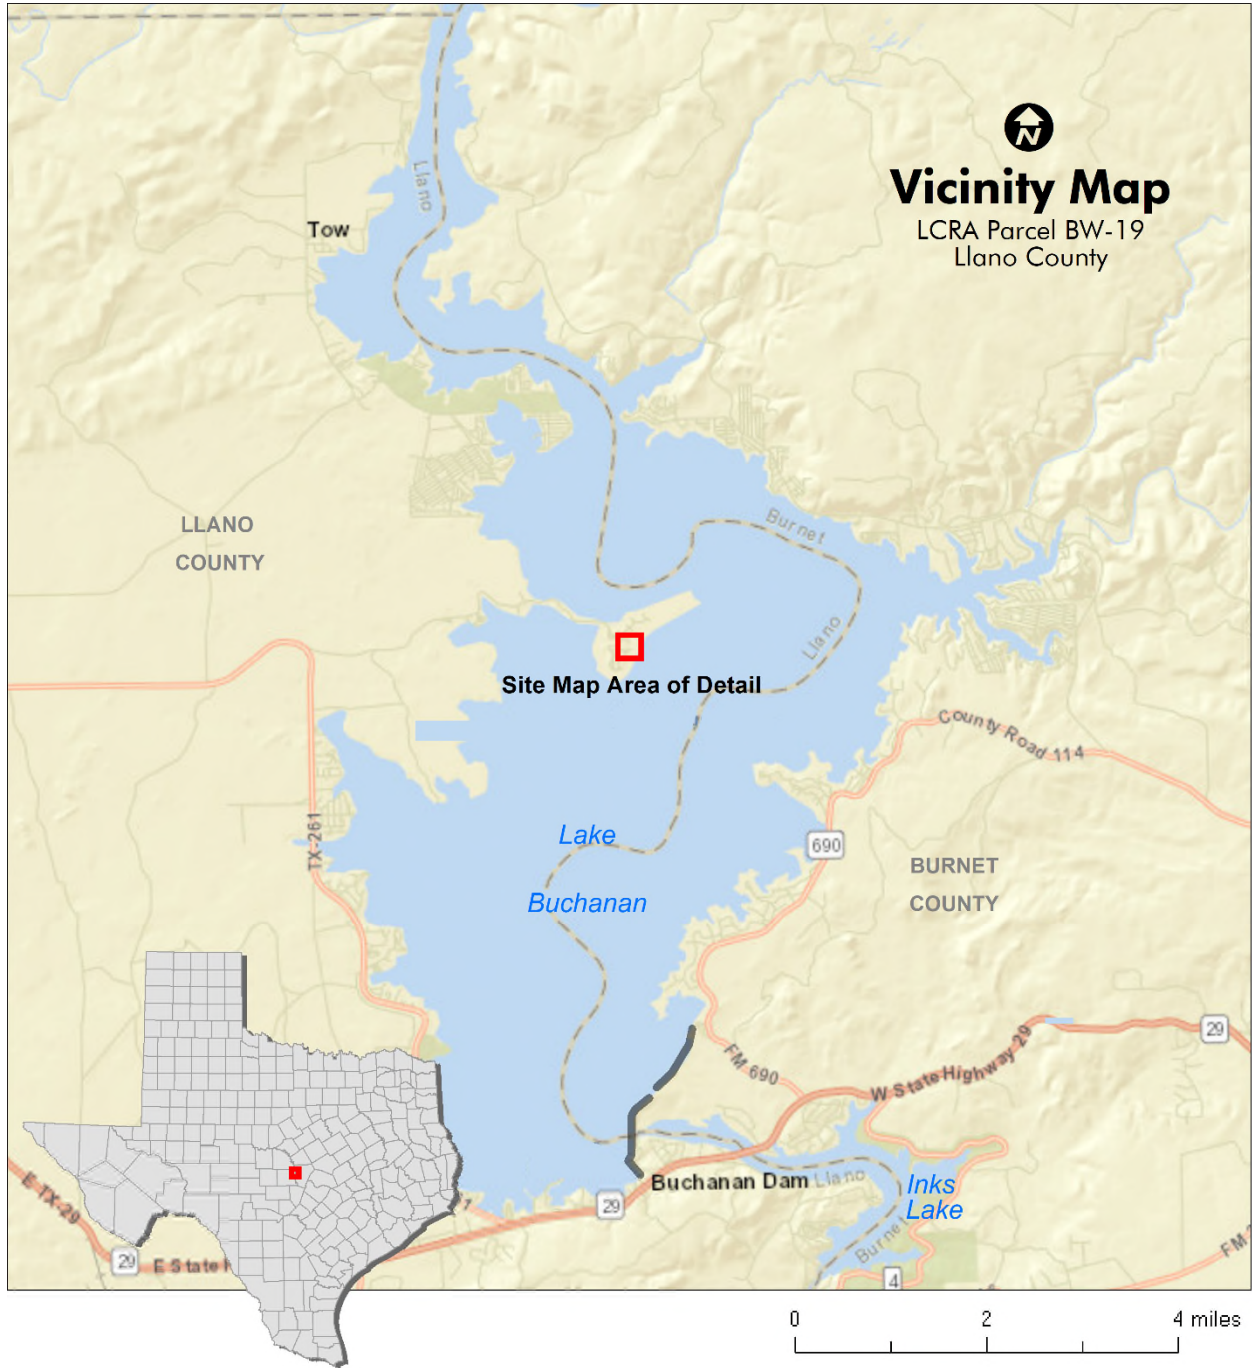 N
Vicinity Map
LCRA Parcel BW-19
Llano County
Llano
Tow
LLANO
COUNTY
Burnet
Llano
Site Map Area of Detail
County Road 114
TX-261
Lake
690
BURNET
COUNTY
Buchanan
29
FM 690
W State Highway 29
Buchanan Dam
Llano
Inks
Lake
E TX-29
29
1
Burnet
FM
29
E State H
4
0
2
4 miles